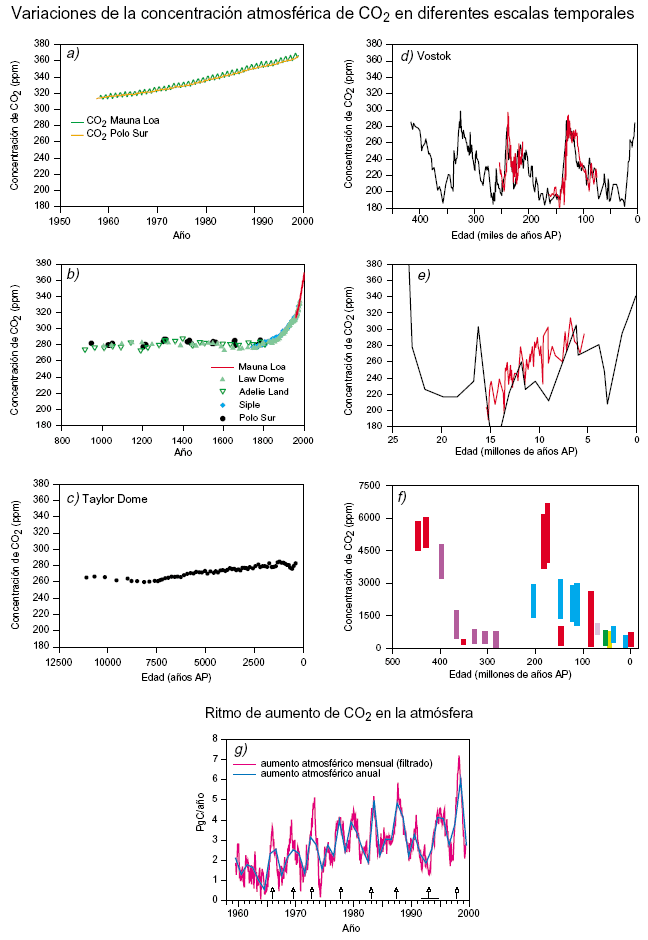 Variaciones de la concentración atmosférica de CO2 en diferentes escalas temporales
a)
Concentración de CO2 (ppm)
380
360
340
320
300
280
260
240
220
200
180
CO2 Mauna Loa
CO2 Polo Sur
1950 1960 1970 1980 1990 2000
Año
d) Vostok
Concentración de CO2 (ppm)
380
360
340
320
300
280
260
240
220
200
180
400 300 200 100 0
Edad (miles de años AP)
b)
Concentración de CO2 (ppm)
380
360
340
320
300
280
260
240
220
200
180
Mauna Loa
Law Dome
Adelie Land
Siple
Polo Sur
800 1000 1200 1400 1600 1800 2000
Año
e)
Concentración de CO2 (ppm)
380
360
340
320
300
280
260
240
220
200
180
25 20 15 10 5 0
Edad (millones de años AP)
c) Taylor Dome
Concentración de CO2 (ppm)
380
360
340
320
300
280
260
240
220
200
180
12500 10000 7500 5000 2500 0
Edad (años AP)
f)
Concentración de CO2 (ppm)
7500
6000
4500
3000
1500
0
500 400 300 200 100 0
Edad (millones de años AP)
Ritmo de aumento de CO2 en la atmósfera
g)
PgC/año
8
7
6
5
4
3
2
1
0
aumento atmosférico mensual (filtrado)
aumento atmosférico anual
1960 1970 1980 1990 2000
Año